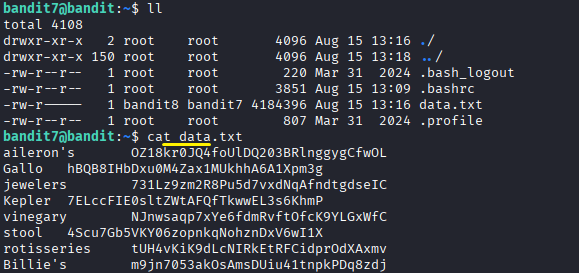 bandit7@bandit:~$ ll
total 4108
drwxr-xr-x   2 root    root       4096 Aug 15 13:16 ./
drwxr-xr-x 150 root    root       4096 Aug 15 13:18 ../
-rw-r--r--   1 root    root        220 Mar 31  2024 .bash_logout
-rw-r--r--   1 root    root       3851 Aug 15 13:09 .bashrc
-rw-r-----   1 bandit8 bandit7 4184396 Aug 15 13:16 data.txt
-rw-r--r--   1 root    root        807 Mar 31  2024 .profile
bandit7@bandit:~$ cat data.txt
aileron's       OZ18kr0JQ4foUlDQ203BRlnggygCfwOL
Gallo   hBQB8IHbDxu0M4Zax1MUkhhA6A1Xpm3g
jewelers        731Lz9zm2R8Pu5d7vxdNqAfndtgdseIC
Kepler  7ELccFIE0sltZWtAFQfTkwwEL3s6KhmP
vinegary        NJnwsaqp7xYe6fdmRvftOfcK9YLGxWfC
stool   4Scu7Gb5VKY06zopnkqNohznDxV6wI1X
rotisseries     tUH4vKiK9dLcNIRkEtRFCidprOdXAxmv
Billie's        m9jn7053akOsAmsDUiu41tnpkPDq8zdj